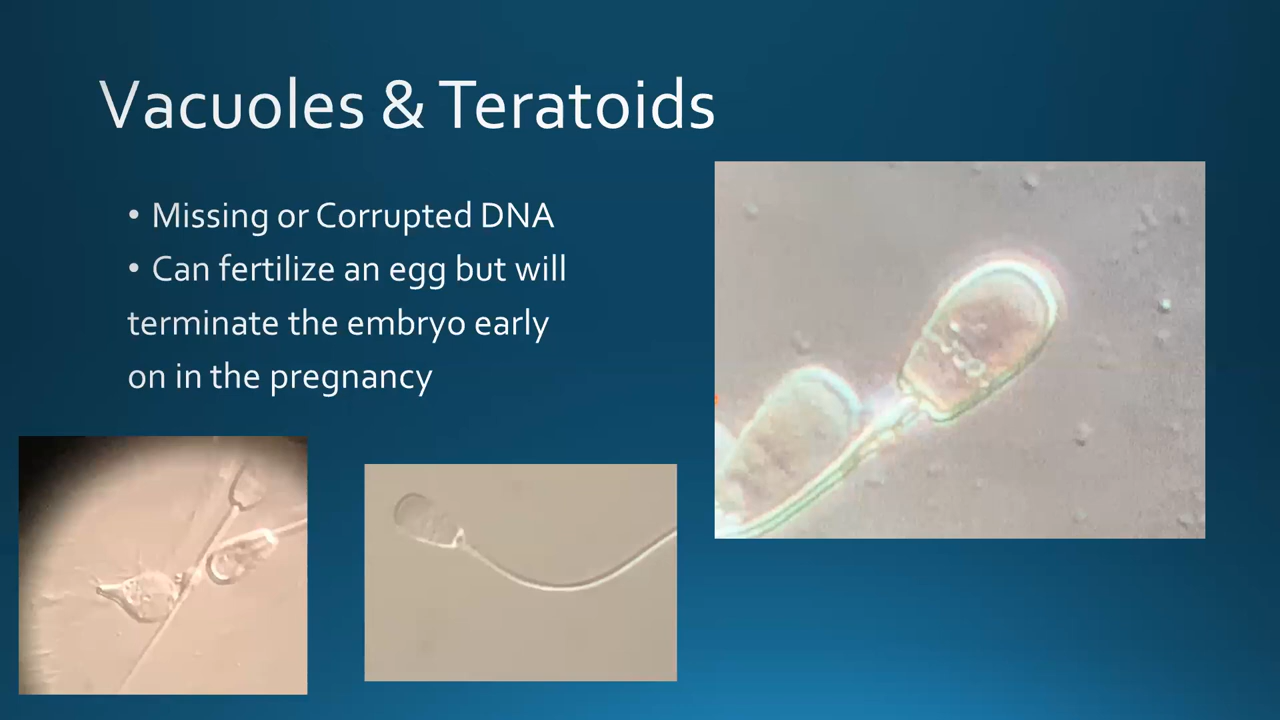 Vacuoles & Teratoids
• Missing or Corrupted DNA
• Can fertilize an egg but will
terminate the embryo early
on in the pregnancy